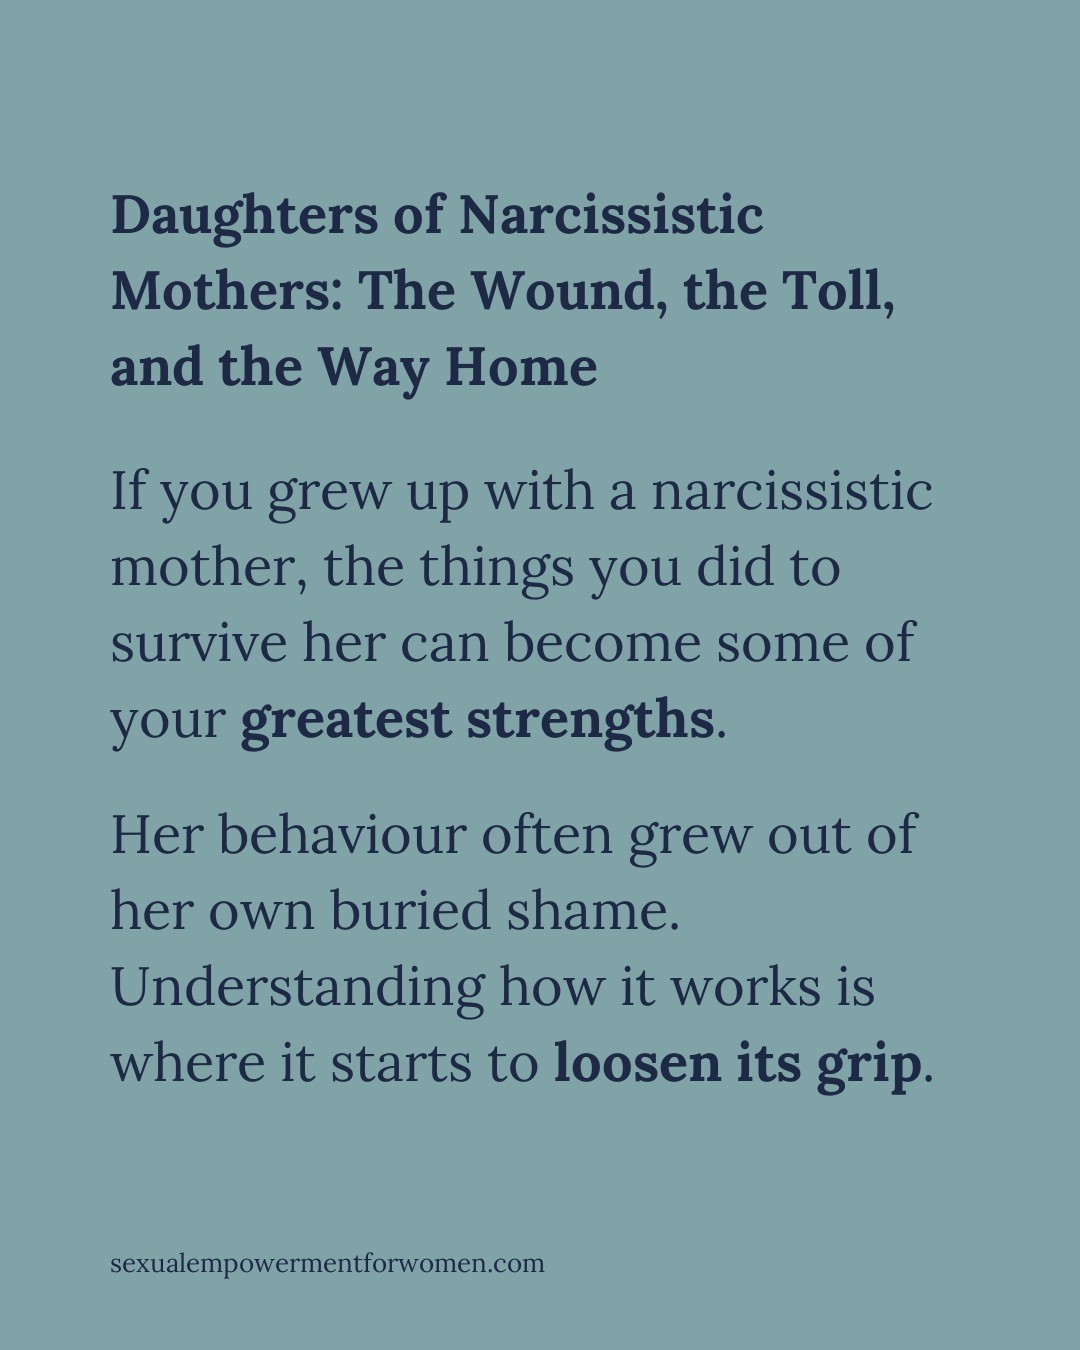 Daughters of Narcissistic
Mothers: The Wound, the Toll,
and the Way Home
If you grew up with a narcissistic
mother, the things you did to
survive her can become some of
your greatest strengths.
Her behaviour often grew out of
her own buried shame.
Understanding how it works is
where it starts to loosen its grip.
sexualempowermentforwomen.com